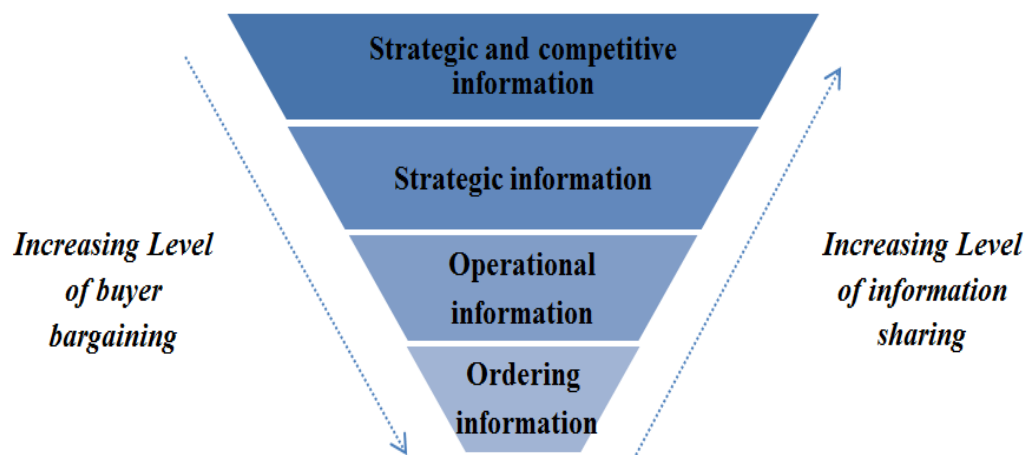 Strategic and competitive
information
Strategic information
Increasing Level
of buyer
bargaining
Operational
information
Increasing Level
of information
sharing
Ordering
information